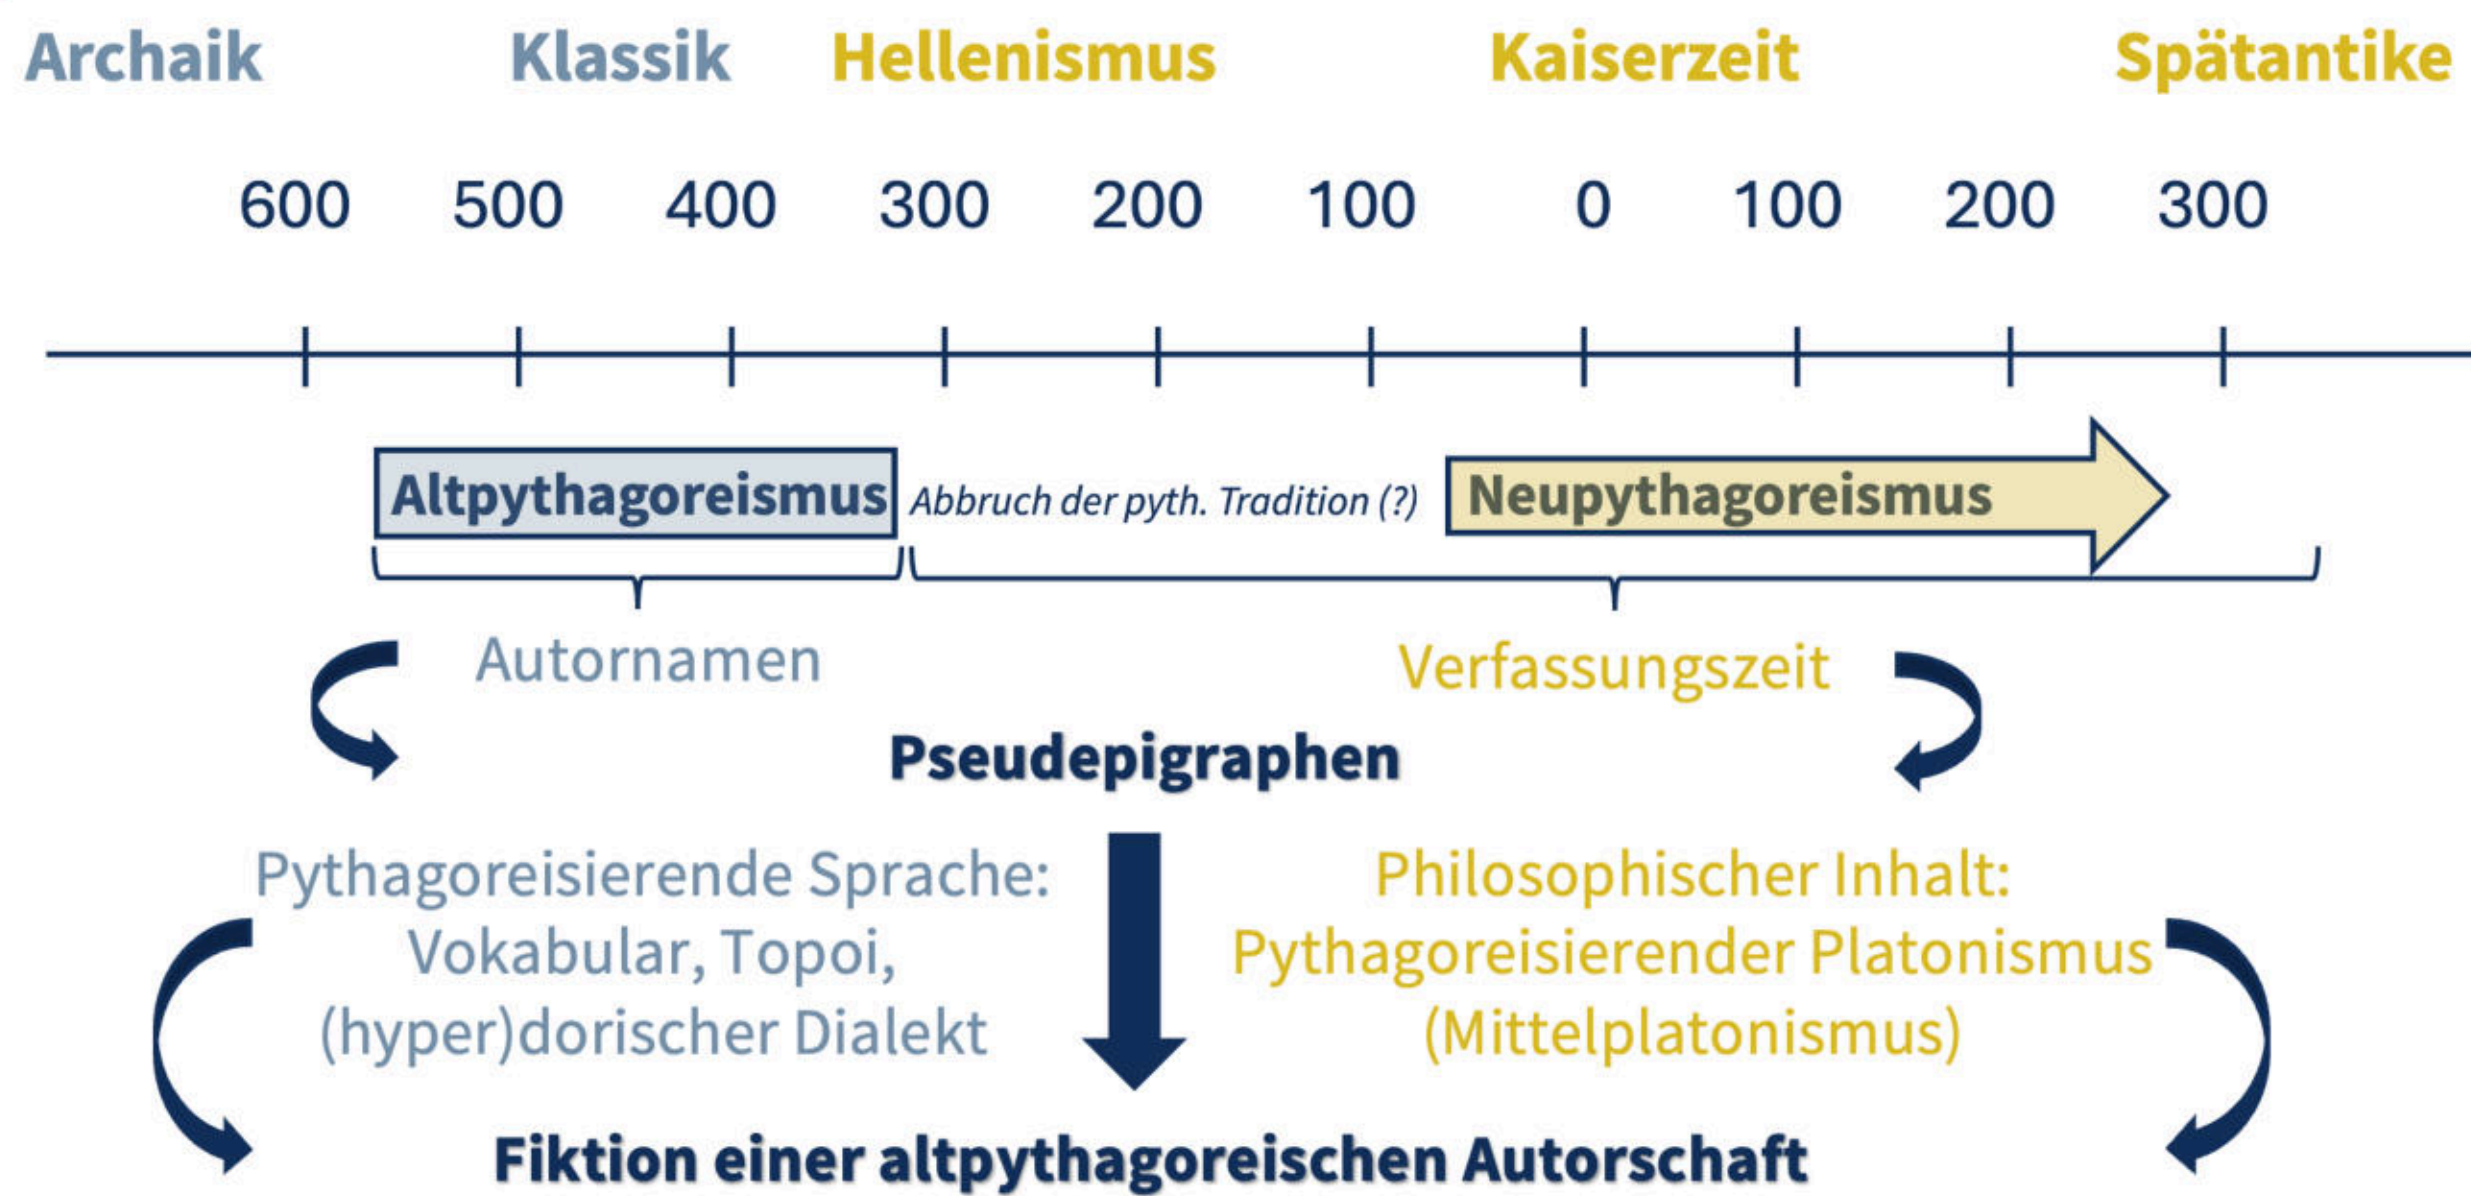 Archaik Klassik Hellenismus Kaiserzeit Spätantike
600 500 400 300 200 100 0 100 200 300
Altpythagoreismus Abbruch der pyth. Tradition (?) Neupythagoreismus
Autornamen Verfassungszeit
Pseudepigraphen
Pythagoreisierende Sprache:
Vokabular, Topoi,
(hyper)dorischer Dialekt
Philosophischer Inhalt:
Pythagoreisierender Platonismus
(Mittelplatonismus)
Fiktion einer altpythagoreischen Autorschaft